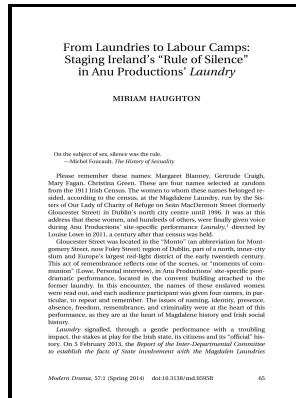 From Laundries to Labour Camps:
Staging Ireland's "Rule of Silence"
in Anu Productions' Laundry
MIRIAM HAUGHTON
On the subject of sex, silence was the rule.
—Michel Foucault, The History of Sexuality
Please remember these names: Margaret Blanney, Gertrude Craigh,
Mary Fagan, Christina Green. These are four names selected at random
from the 1911 Irish Census. The women to whom these names belonged re-
sided, according to the census, at the Magdalene Laundry, run by the Sis-
ters of Our Lady of Charity of Refuge on Seán MacDermott Street (formerly
Gloucester Street) in Dublin's north city centre until 1996. It was at this
address that these women, and hundreds of others, were finally given voice
during Anu Productions' site-specific performance Laundry,¹ directed by
Louise Lowe in 2011, a century after that census was held.
Gloucester Street was located in the "Monto" (an abbreviation for Mont-
gomery Street, now Foley Street) region of Dublin, part of a north, inner-city
slum and Europe's largest red-light district of the early twentieth century.
This act of remembrance reflects one of the scenes, or "moments of com-
munion" (Lowe, Personal interview), in Anu Productions' site-specific post-
dramatic performance, located in the convent building attached to the
former laundry. In this encounter, the names of these enslaved women
were read out, and each audience participant was given four names, in par-
ticular, to repeat and remember. The issues of naming, identity, presence,
absence, freedom, remembrance, and criminality were at the heart of this
performance, as they are at the heart of Magdalene history and Irish social
history.
Laundry signalled, through a gentle performance with a troubling
impact, the stakes at play for the Irish state, its citizens and its "official" his-
tory. On 5 February 2013, the Report of the Inter-Departmental Committee
to establish the facts of State involvement with the Magdalen Laundries
Modern Drama, 57:1 (Spring 2014) doi:10.3138/md.0595R 65